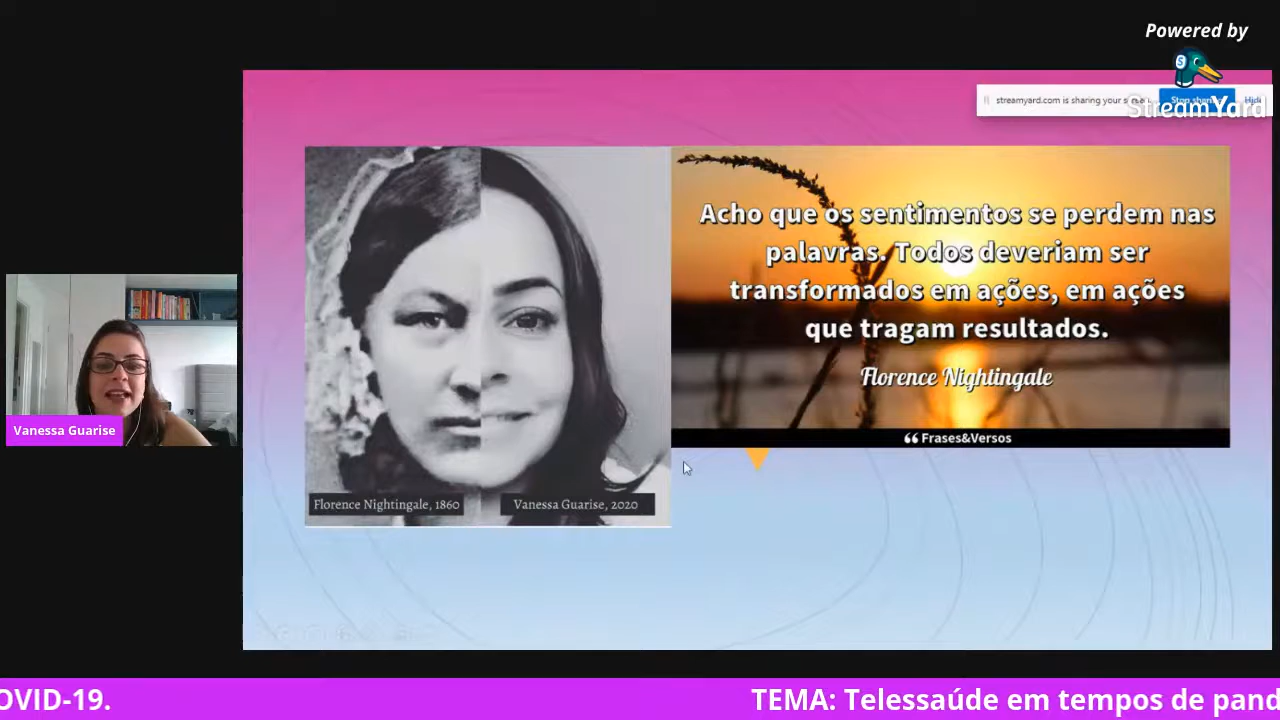 Powered by
StreamYard
streamyard.com is sharing your
Hide
Acho que os sentimentos se perdem nas
palavras. Todos deveriam ser
transformados em ações, em ações
que tragam resultados.
Florence Nightingale
Frases&Versos
Vanessa Guarise
Florence Nightingale, 1860
Vanessa Guarise, 2020
OVID-19.
TEMA: Telessaúde em tempos de pand